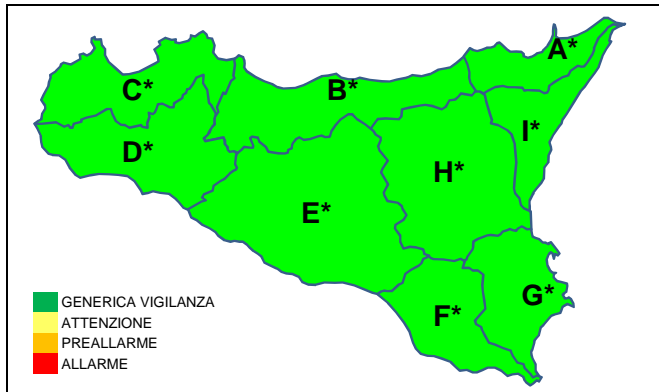 A*
C*
B*
I*
D*
H*
E*
G*
F*
GENERICA VIGILANZA
ATTENZIONE
PREALLARME
ALLARME